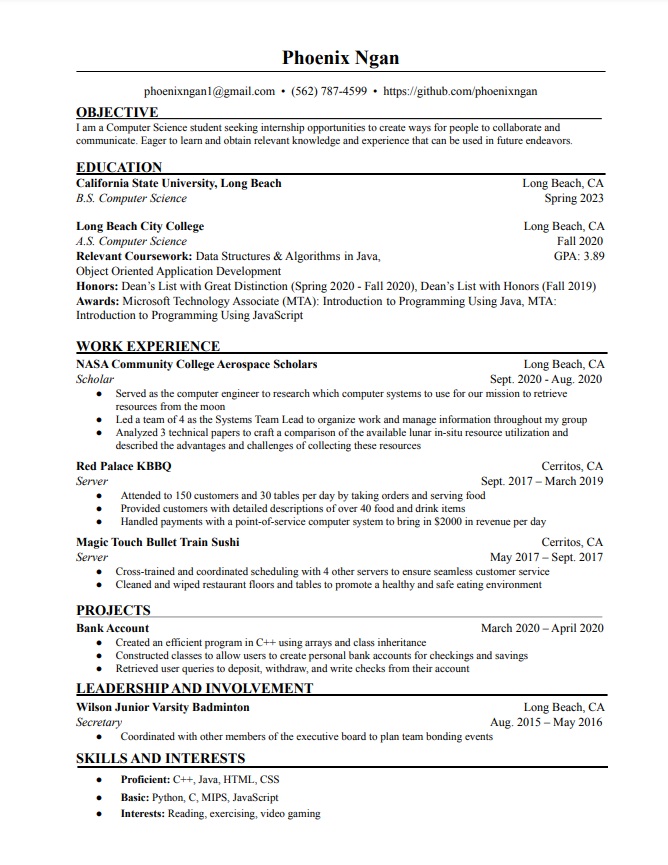 Phoenix Ngan
phoenixngan1@gmail.com • (562) 787-4599 • https://github.com/phoenixngan
OBJECTIVE
I am a Computer Science student seeking internship opportunities to create ways for people to collaborate and
communicate. Eager to learn and obtain relevant knowledge and experience that can be used in future endeavors.
EDUCATION
California State University, Long Beach Long Beach, CA
B.S. Computer Science Spring 2023
Long Beach City College Long Beach, CA
A.S. Computer Science Fall 2020
Relevant Coursework: Data Structures & Algorithms in Java, GPA: 3.89
Object Oriented Application Development
Honors: Dean’s List with Great Distinction (Spring 2020 - Fall 2020), Dean’s List with Honors (Fall 2019)
Awards: Microsoft Technology Associate (MTA): Introduction to Programming Using Java, MTA:
Introduction to Programming Using JavaScript
WORK EXPERIENCE
NASA Community College Aerospace Scholars Long Beach, CA
Scholar Sept. 2020 - Aug. 2020
● Served as the computer engineer to research which computer systems to use for our mission to retrieve
resources from the moon
● Led a team of 4 as the Systems Team Lead to organize work and manage information throughout my group
● Analyzed 3 technical papers to craft a comparison of the available lunar in-situ resource utilization and
described the advantages and challenges of collecting these resources
Red Palace KBBQ Cerritos, CA
Server Sept. 2017 – March 2019
● Attended to 150 customers and 30 tables per day by taking orders and serving food
● Provided customers with detailed descriptions of over 40 food and drink items
● Handled payments with a point-of-service computer system to bring in $2000 in revenue per day
Magic Touch Bullet Train Sushi Cerritos, CA
Server May 2017 – Sept. 2017
● Cross-trained and coordinated scheduling with 4 other servers to ensure seamless customer service
● Cleaned and wiped restaurant floors and tables to promote a healthy and safe eating environment
PROJECTS
Bank Account March 2020 – April 2020
● Created an efficient program in C++ using arrays and class inheritance
● Constructed classes to allow users to create personal bank accounts for checkings and savings
● Retrieved user queries to deposit, withdraw, and write checks from their account
LEADERSHIP AND INVOLVEMENT
Wilson Junior Varsity Badminton Long Beach, CA
Secretary Aug. 2015 – May 2016
● Coordinated with other members of the executive board to plan team bonding events
SKILLS AND INTERESTS
● Proficient: C++, Java, HTML, CSS
● Basic: Python, C, MIPS, JavaScript
● Interests: Reading, exercising, video gaming